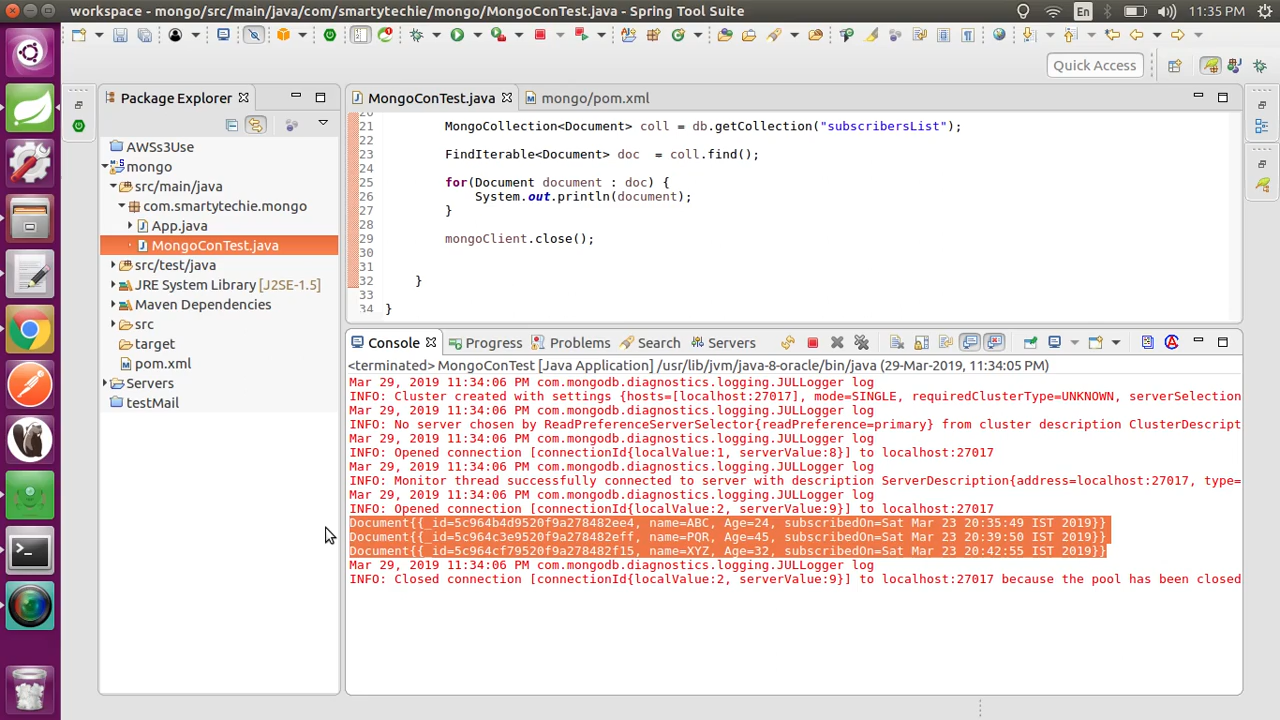 workspace - mongo/src/main/java/com/smartytechie/mongo/MongoConTest.java - Spring Tool Suite
En
11:35 PM
Quick Access
Package Explorer
AWSs3Use
mongo
src/main/java
com.smartytechie.mongo
App.java
MongoConTest.java
src/test/java
JRE System Library [J2SE-1.5]
Maven Dependencies
src
target
pom.xml
Servers
testMail
MongoConTest.java
mongo/pom.xml
20
21 MongoCollection<Document> coll = db.getCollection("subscribersList");
22
23 FindIterable<Document> doc  = coll.find();
24
25 for(Document document : doc) {
26 System.out.println(document);
27 }
28
29 mongoClient.close();
30
31
32 }
33
34 }
Console
Progress
Problems
Search
Servers
<terminated> MongoConTest [Java Application] /usr/lib/jvm/java-8-oracle/bin/java (29-Mar-2019, 11:34:05 PM)
Mar 29, 2019 11:34:06 PM com.mongodb.diagnostics.logging.JULLogger log
INFO: Cluster created with settings {hosts=[localhost:27017], mode=SINGLE, requiredClusterType=UNKNOWN, serverSelection
Mar 29, 2019 11:34:06 PM com.mongodb.diagnostics.logging.JULLogger log
INFO: No server chosen by ReadPreferenceServerSelector{readPreference=primary} from cluster description ClusterDescript
Mar 29, 2019 11:34:06 PM com.mongodb.diagnostics.logging.JULLogger log
INFO: Opened connection [connectionId{localValue:1, serverValue:8}] to localhost:27017
Mar 29, 2019 11:34:06 PM com.mongodb.diagnostics.logging.JULLogger log
INFO: Monitor thread successfully connected to server with description ServerDescription{address=localhost:27017, type=
Mar 29, 2019 11:34:06 PM com.mongodb.diagnostics.logging.JULLogger log
INFO: Opened connection [connectionId{localValue:2, serverValue:9}] to localhost:27017
Document{{_id=5c964b4d9520f9a278482ee4, name=ABC, Age=24, subscribedOn=Sat Mar 23 20:35:49 IST 2019}}
Document{{_id=5c964c3e9520f9a278482eff, name=PQR, Age=45, subscribedOn=Sat Mar 23 20:39:50 IST 2019}}
Document{{_id=5c964cf79520f9a278482f15, name=XYZ, Age=32, subscribedOn=Sat Mar 23 20:42:55 IST 2019}}
Mar 29, 2019 11:34:06 PM com.mongodb.diagnostics.logging.JULLogger log
INFO: Closed connection [connectionId{localValue:2, serverValue:9}] to localhost:27017 because the pool has been closed